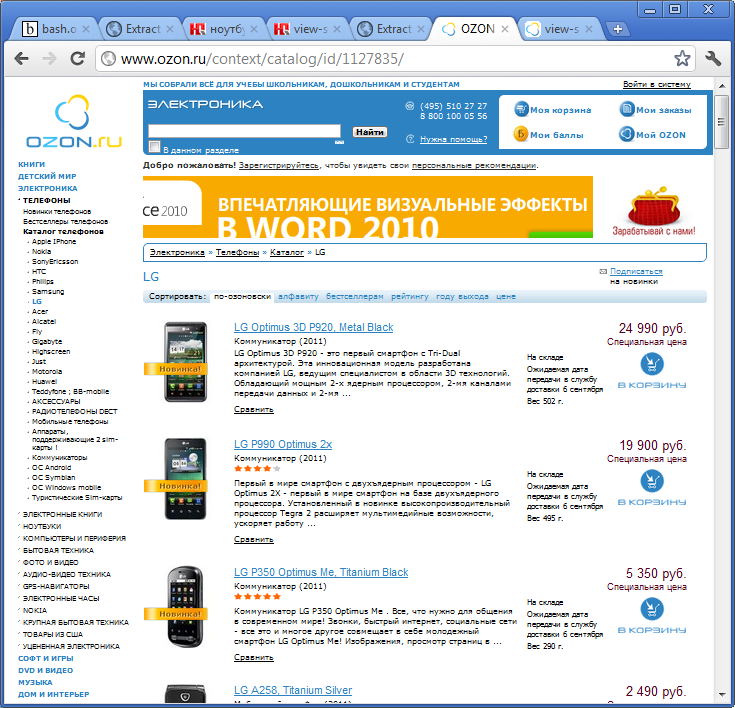 bash.o
Extract
ноутбу
view-s
Extract
OZON
view-s
www.ozon.ru/context/catalog/id/1127835/
МЫ СОБРАЛИ ВСЁ ДЛЯ УЧЕБЫ ШКОЛЬНИКАМ, ДОШКОЛЬНИКАМ И СТУДЕНТАМ
Войти в систему
OZON.ru
ЭЛЕКТРОНИКА
Найти
В данном разделе
(495) 510 27 27
8 800 100 05 56
Нужна помощь?
Моя корзина
Мои заказы
Мои баллы
Мой OZON
Добро пожаловать! Зарегистрируйтесь, чтобы увидеть свои персональные рекомендации.
ice 2010
ВПЕЧАТЛЯЮЩИЕ ВИЗУАЛЬНЫЕ ЭФФЕКТЫ
В WORD 2010
Зарабатывай с нами!
КНИГИ
ДЕТСКИЙ МИР
ЭЛЕКТРОНИКА
ТЕЛЕФОНЫ
Новинки телефонов
Бестселлеры телефонов
Каталог телефонов
Apple IPhone
Nokia
SonyEricsson
HTC
Philips
Samsung
LG
Acer
Alcatel
Fly
Gigabyte
Highscreen
Just
Motorola
Huawei
Teddyfone ; BB-mobile
АКСЕССУАРЫ
РАДИОТЕЛЕФОНЫ DECT
Мобильные телефоны
Аппараты,
поддерживающие 2 sim-
карты !
Коммуникаторы
ОС Android
ОС Symbian
ОС Windows mobile
Туристические Sim-карты
ЭЛЕКТРОННЫЕ КНИГИ
НОУТБУКИ
КОМПЬЮТЕРЫ И ПЕРИФЕРИЯ
БЫТОВАЯ ТЕХНИКА
ФОТО И ВИДЕО
АУДИО-ВИДЕО ТЕХНИКА
GPS-НАВИГАТОРЫ
ЭЛЕКТРОННЫЕ ЧАСЫ
NOKIA
КРУПНАЯ БЫТОВАЯ ТЕХНИКА
ТОВАРЫ ИЗ США
УЦЕНЕННАЯ ЭЛЕКТРОНИКА
СОФТ И ИГРЫ
DVD И ВИДЕО
МУЗЫКА
ДОМ И ИНТЕРЬЕР
Электроника » Телефоны » Каталог » LG
LG
Подписаться
на новинки
Сортировать: по-озоновски алфавиту бестселлерам рейтингу году выхода цене
Новинка!
LG Optimus 3D P920, Metal Black
Коммуникатор (2011)
LG Optimus 3D P920 - это первый смартфон с Tri-Dual
архитектурой. Эта инновационная модель разработана
компанией LG, ведущим специалистом в области 3D технологий.
Обладающий мощным 2-х ядерным процессором, 2-мя каналами
передачи данных и 2-мя ...
Сравнить
24 990 руб.
Специальная цена
На складе
Ожидаемая дата
передачи в службу
доставки 6 сентября
Вес 502 г.
В КОРЗИНУ
Новинка!
LG P990 Optimus 2x
Коммуникатор (2011)
Первый в мире смартфон с двухъядерным процессором - LG
Optimus 2X - первый в мире смартфон на базе двухъядерного
процессора. Установленный в новинке высокопроизводительный
процессор Tegra 2 расширяет мультимедийные возможности,
ускоряет работу ...
Сравнить
19 900 руб.
Специальная цена
На складе
Ожидаемая дата
передачи в службу
доставки 6 сентября
Вес 495 г.
В КОРЗИНУ
Новинка!
LG P350 Optimus Me, Titanium Black
Коммуникатор (2011)
Коммуникатор LG P350 Optimus Me . Все, что нужно для общения
в современном мире! Звонки, быстрый интернет, социальные сети
- все это и многое другое совмещает в себе молодежный
смартфон LG Optimus Me! Изображения, просмотр страниц в ...
Сравнить
5 350 руб.
Специальная цена
На складе
Ожидаемая дата
передачи в службу
доставки 6 сентября
Вес 290 г.
В КОРЗИНУ
LG A258, Titanium Silver
Мобильный телефон (2011)
2 490 руб.
Специальная цена